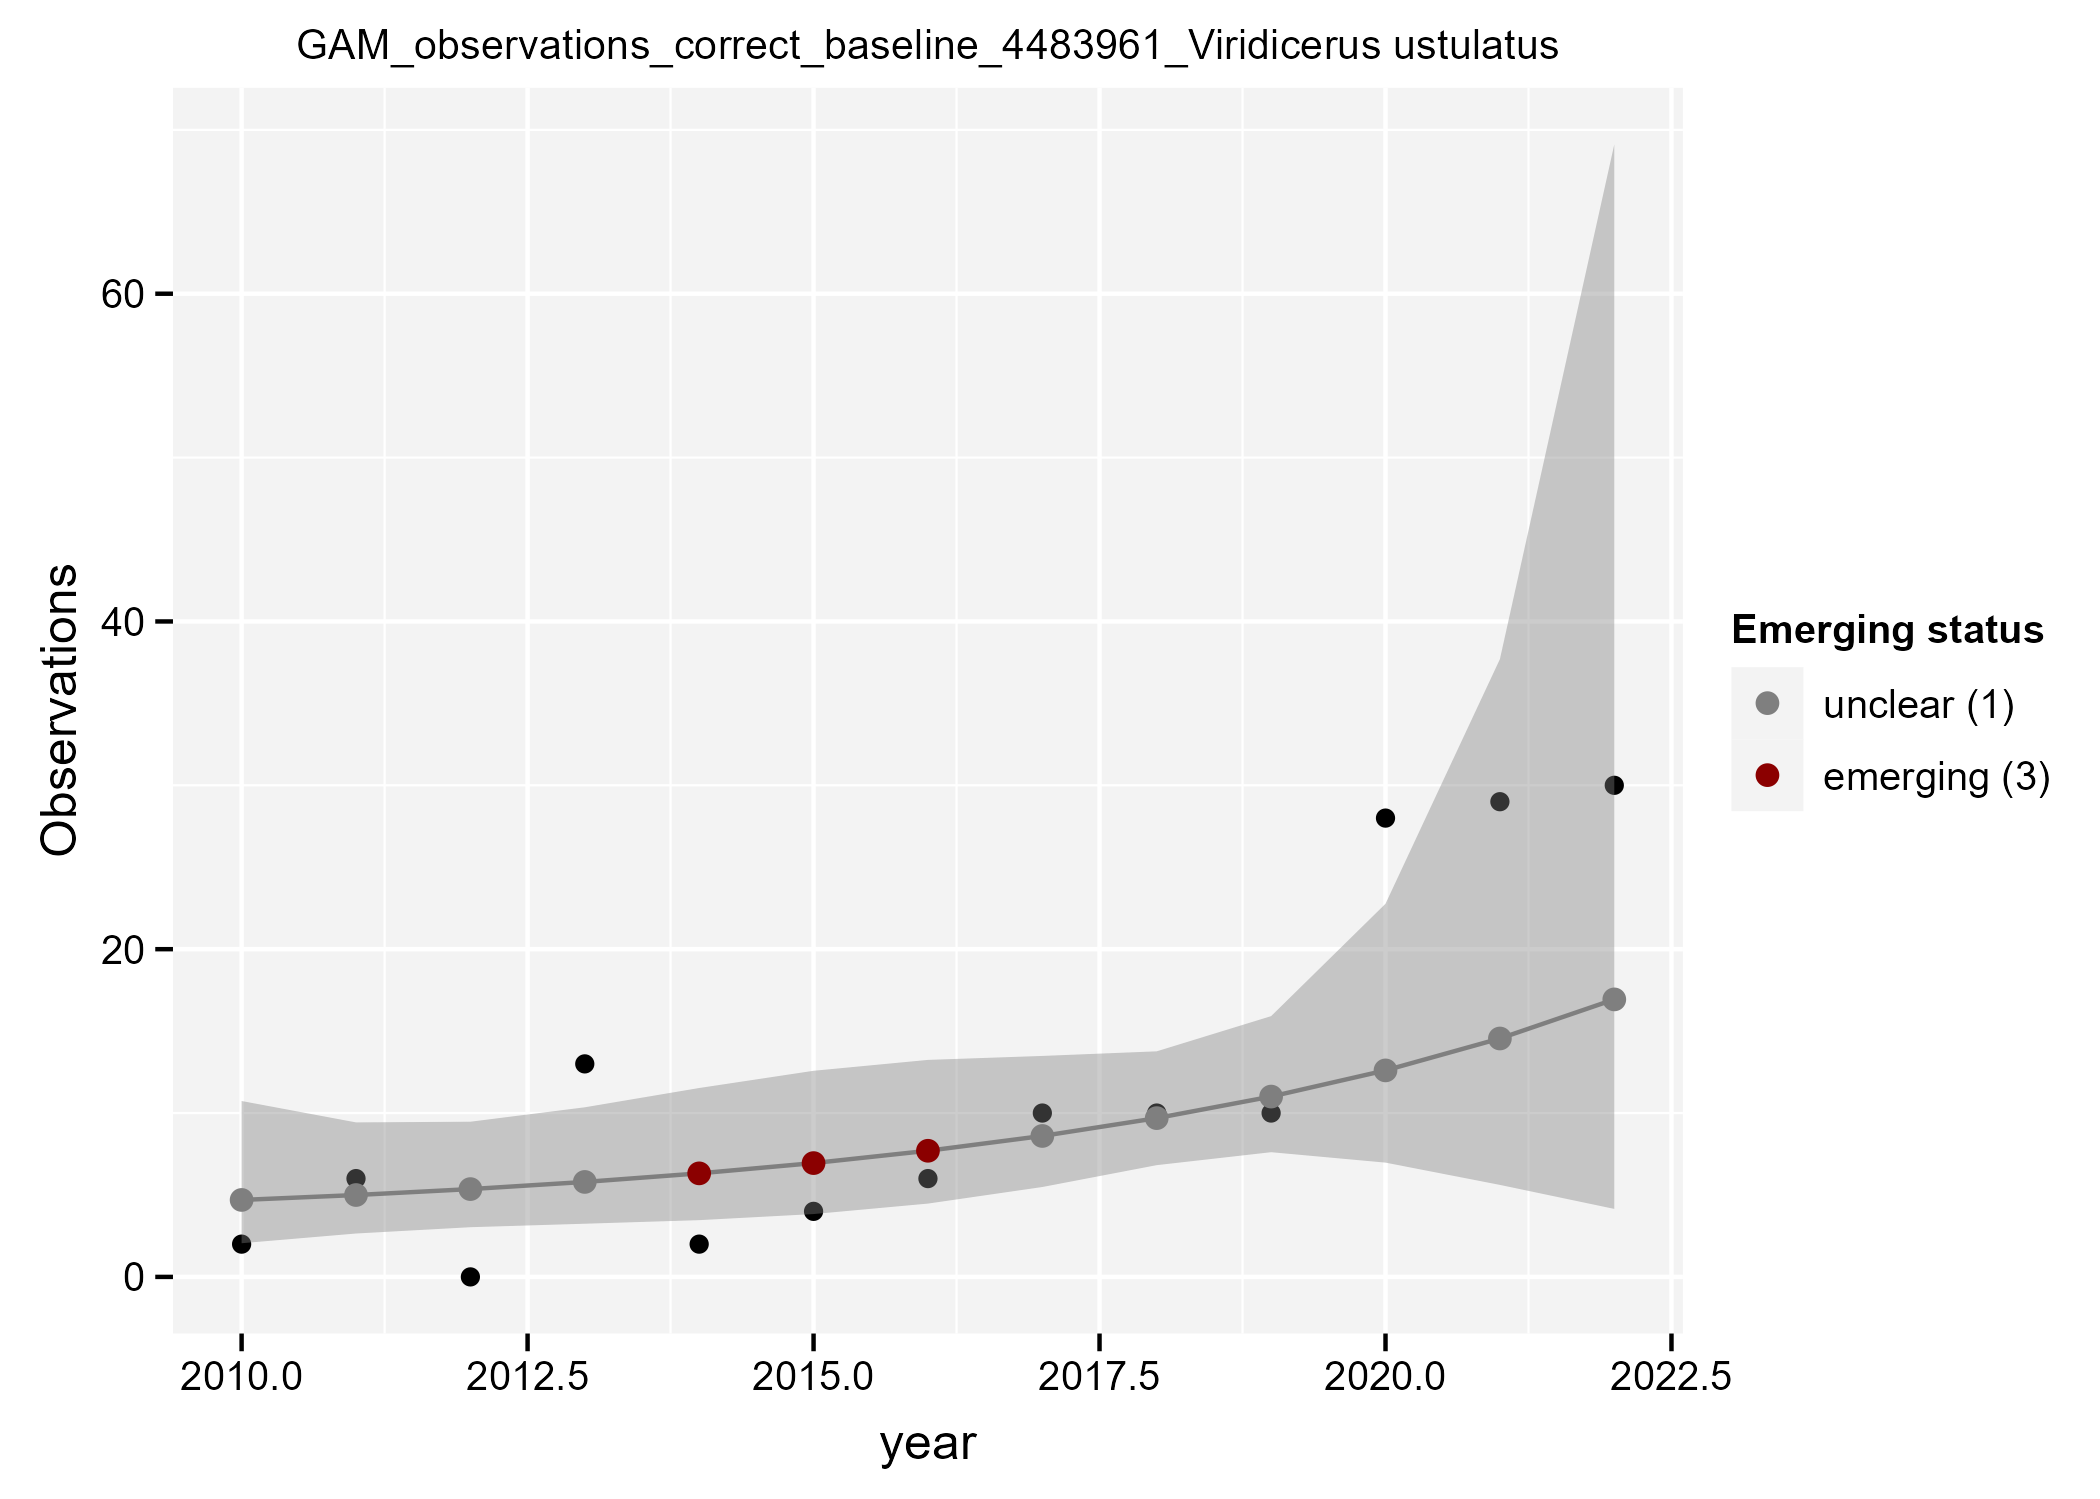 GAM_observations_correct_baseline_4483961_Viridicerus ustulatus
Observations
60
40
20
0
2010.0 2012.5 2015.0 2017.5 2020.0 2022.5
year
Emerging status
unclear (1)
emerging (3)